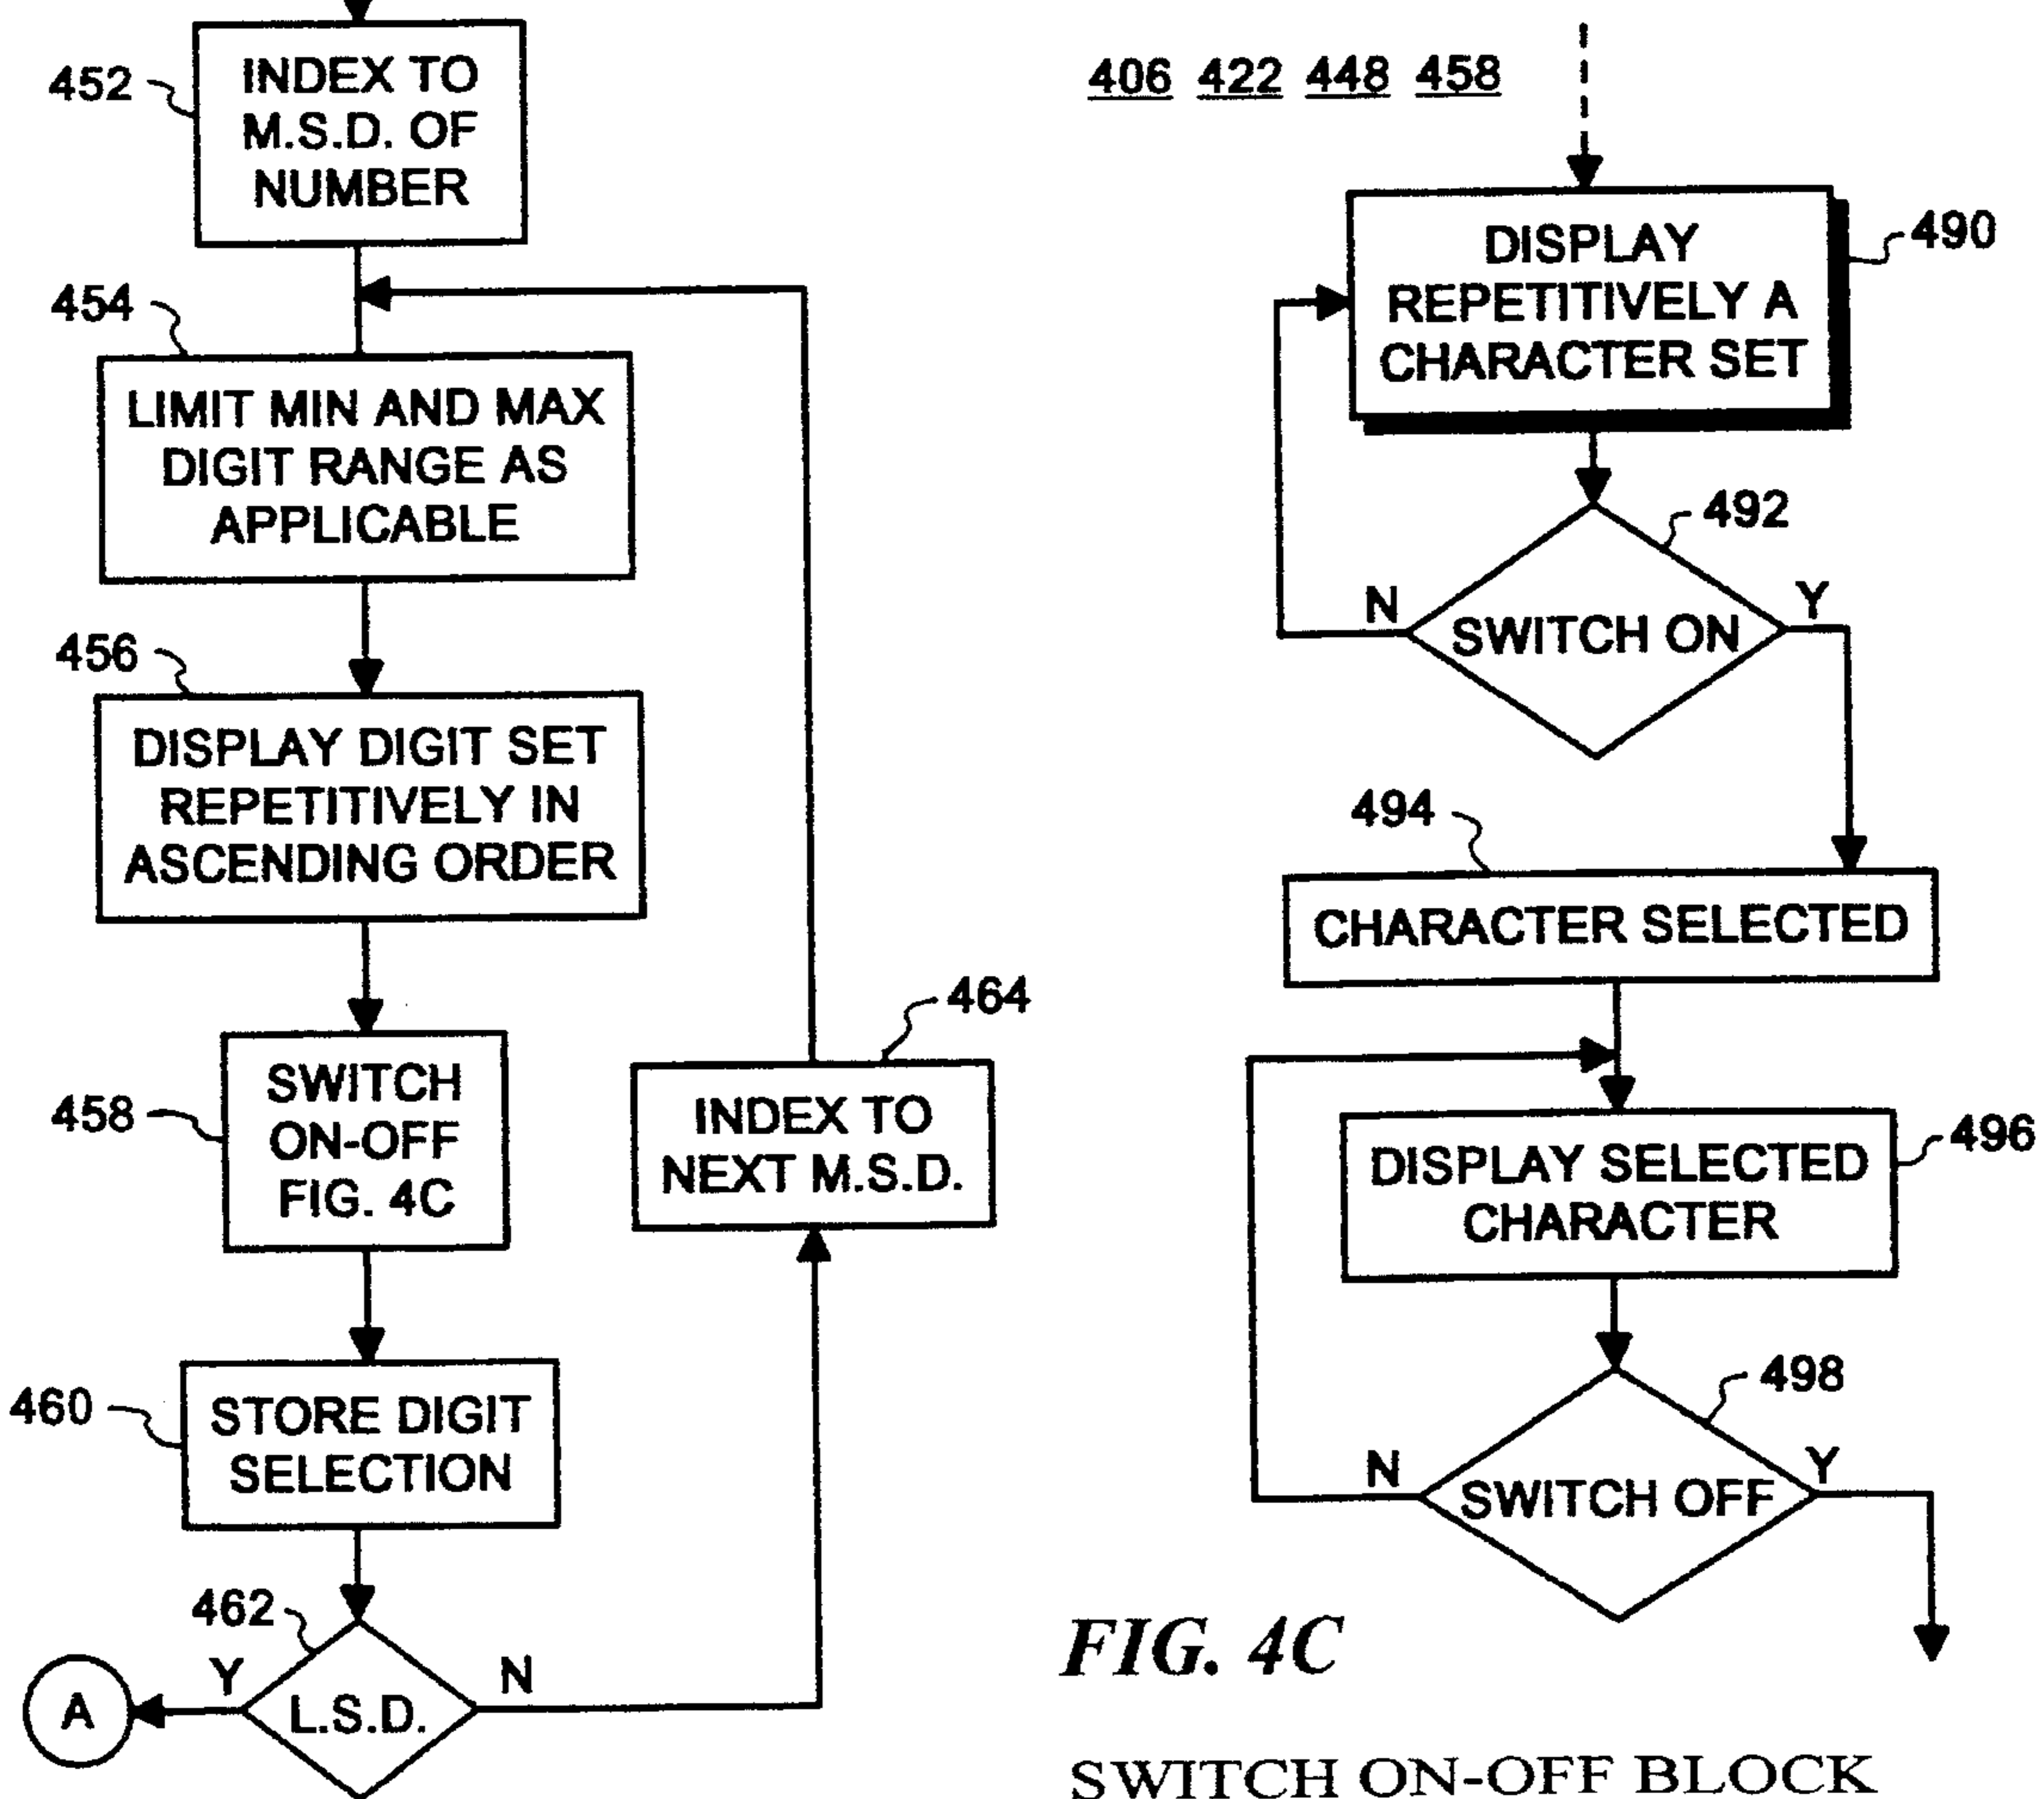 452
INDEX TO
M.S.D. OF
NUMBER
454
LIMIT MIN AND MAX
DIGIT RANGE AS
APPLICABLE
456
DISPLAY DIGIT SET
REPETITIVELY IN
ASCENDING ORDER
458
SWITCH
ON-OFF
FIG. 4C
464
INDEX TO
NEXT M.S.D.
460
STORE DIGIT
SELECTION
462
Y
N
L.S.D.
A
406 422 448 458
DISPLAY
REPETITIVELY A
CHARACTER SET
490
492
N
Y
SWITCH ON
494
CHARACTER SELECTED
DISPLAY SELECTED
CHARACTER
496
498
N
Y
SWITCH OFF
FIG. 4C
SWITCH ON-OFF BLOCK